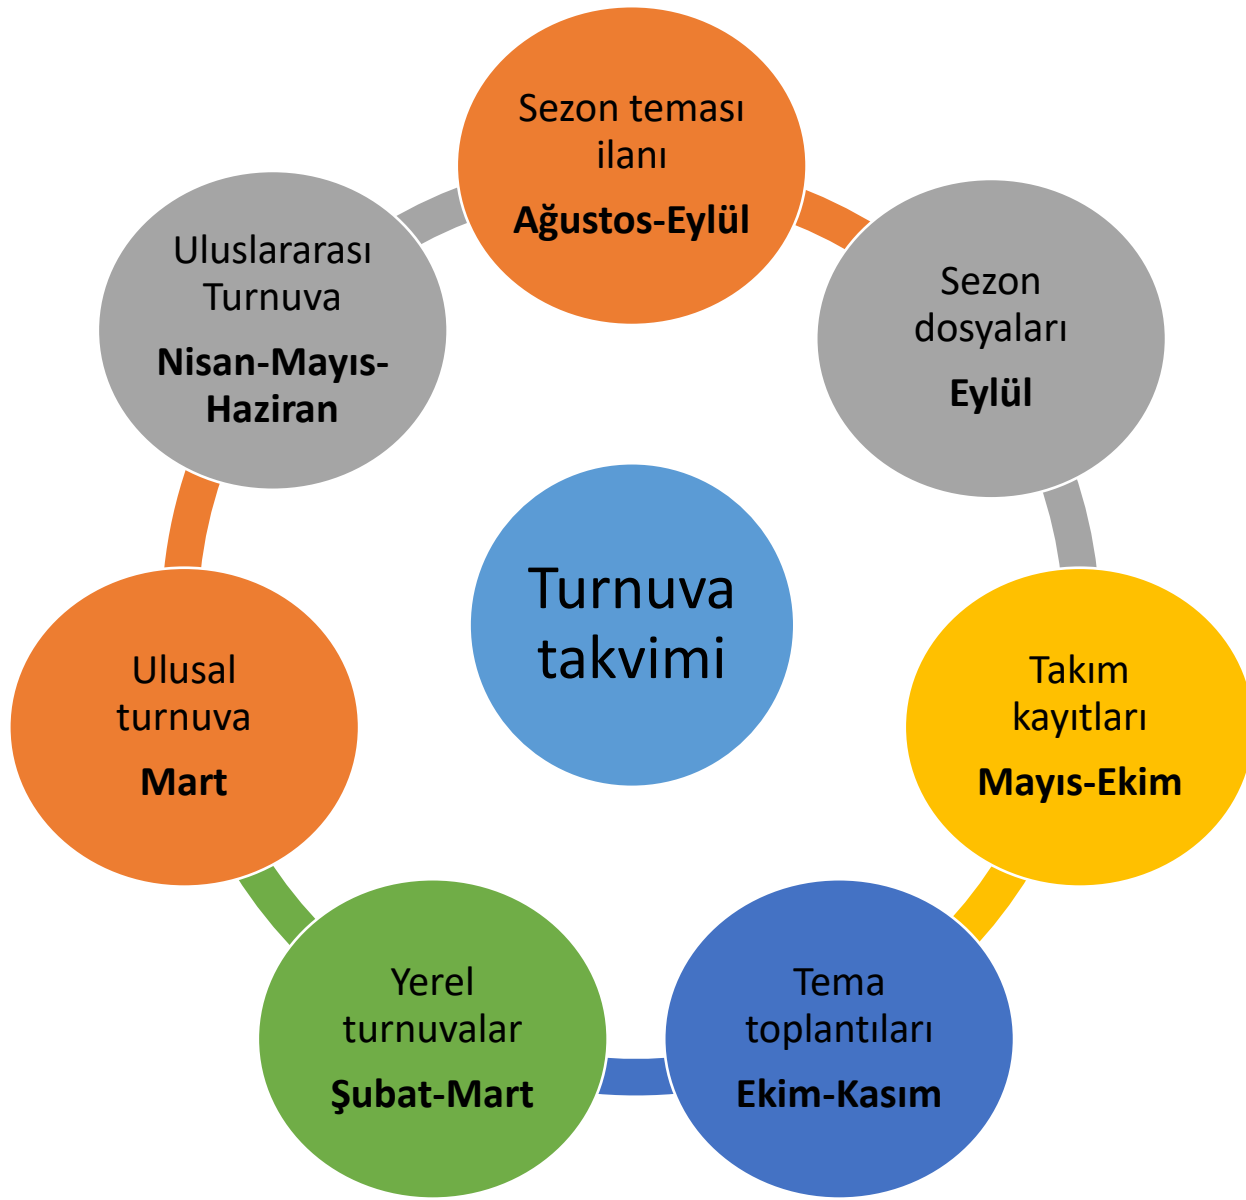 Sezon teması
ilanı
Ağustos-Eylül
Sezon
dosyaları
Eylül
Takım
kayıtları
Mayıs-Ekim
Tema
toplantıları
Ekim-Kasım
Yerel
turnuvalar
Şubat-Mart
Ulusal
turnuva
Mart
Uluslararası
Turnuva
Nisan-Mayıs-
Haziran
Turnuva
takvimi